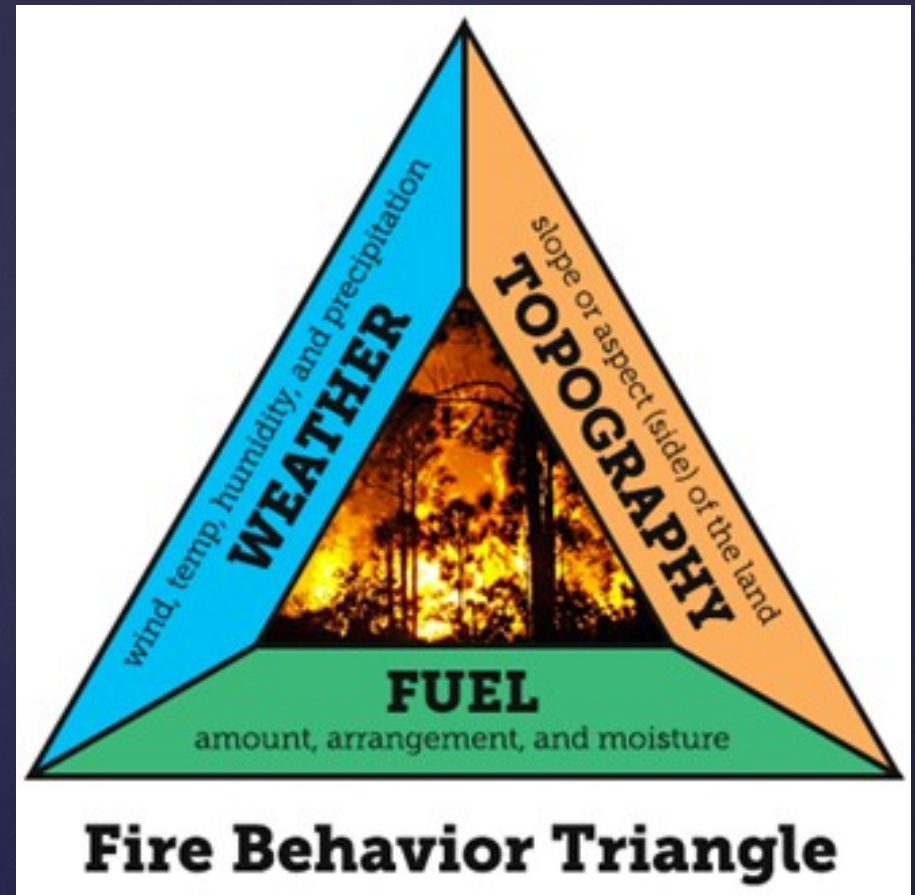 wind, temp, humidity, and precipitation
WEATHER
slope or aspect (side) of the land
TOPOGRAPHY
FUEL
amount, arrangement, and moisture
Fire Behavior Triangle